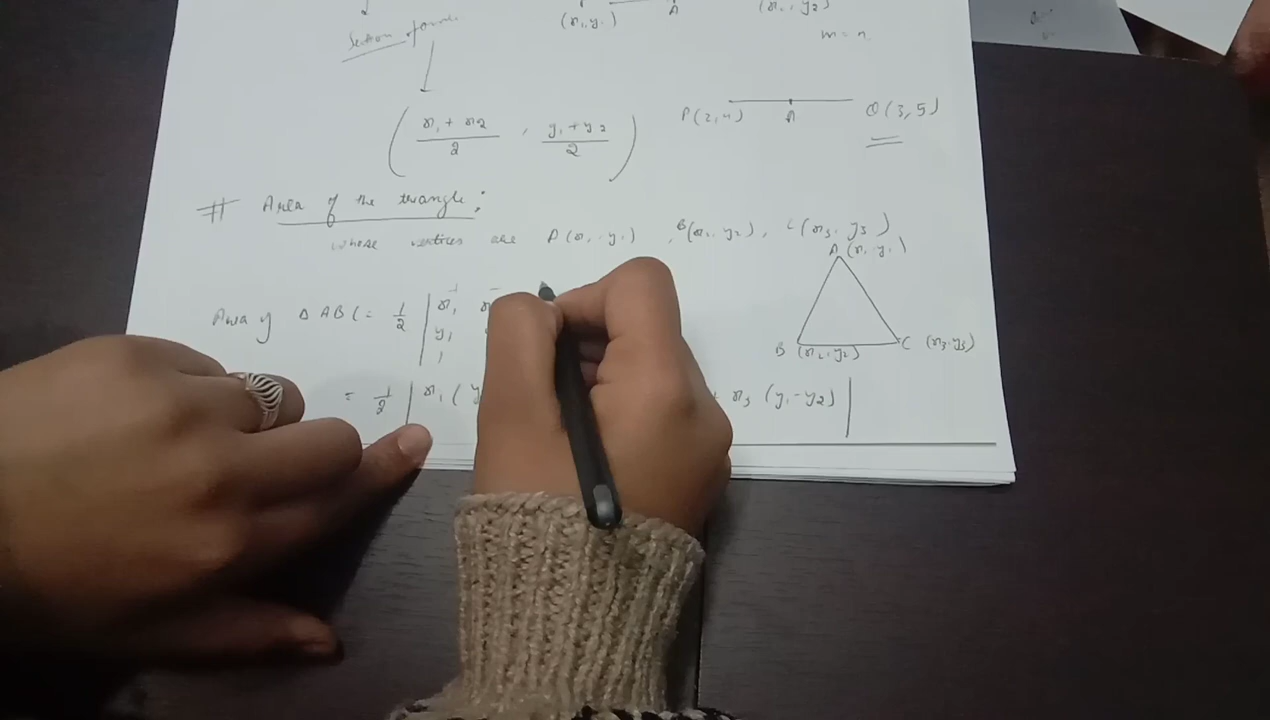 (x₁, y₁) A (x₂, y₂)
Section formula
m = n
P(2,4) A Q(3,5)
( x₁ + x₂ / 2 , y₁ + y₂ / 2 )
# Area of the triangle :
whose vertices are A(x₁, y₁) , B(x₂, y₂), C(x₃, y₃)
A (x₁, y₁)
Area of Δ ABC = 1/2 | x₁
y₁
1
B (x₂, y₂) C (x₃, y₃)
= 1/2 | x₁ ( y + x₃ (y₁ - y₂) |